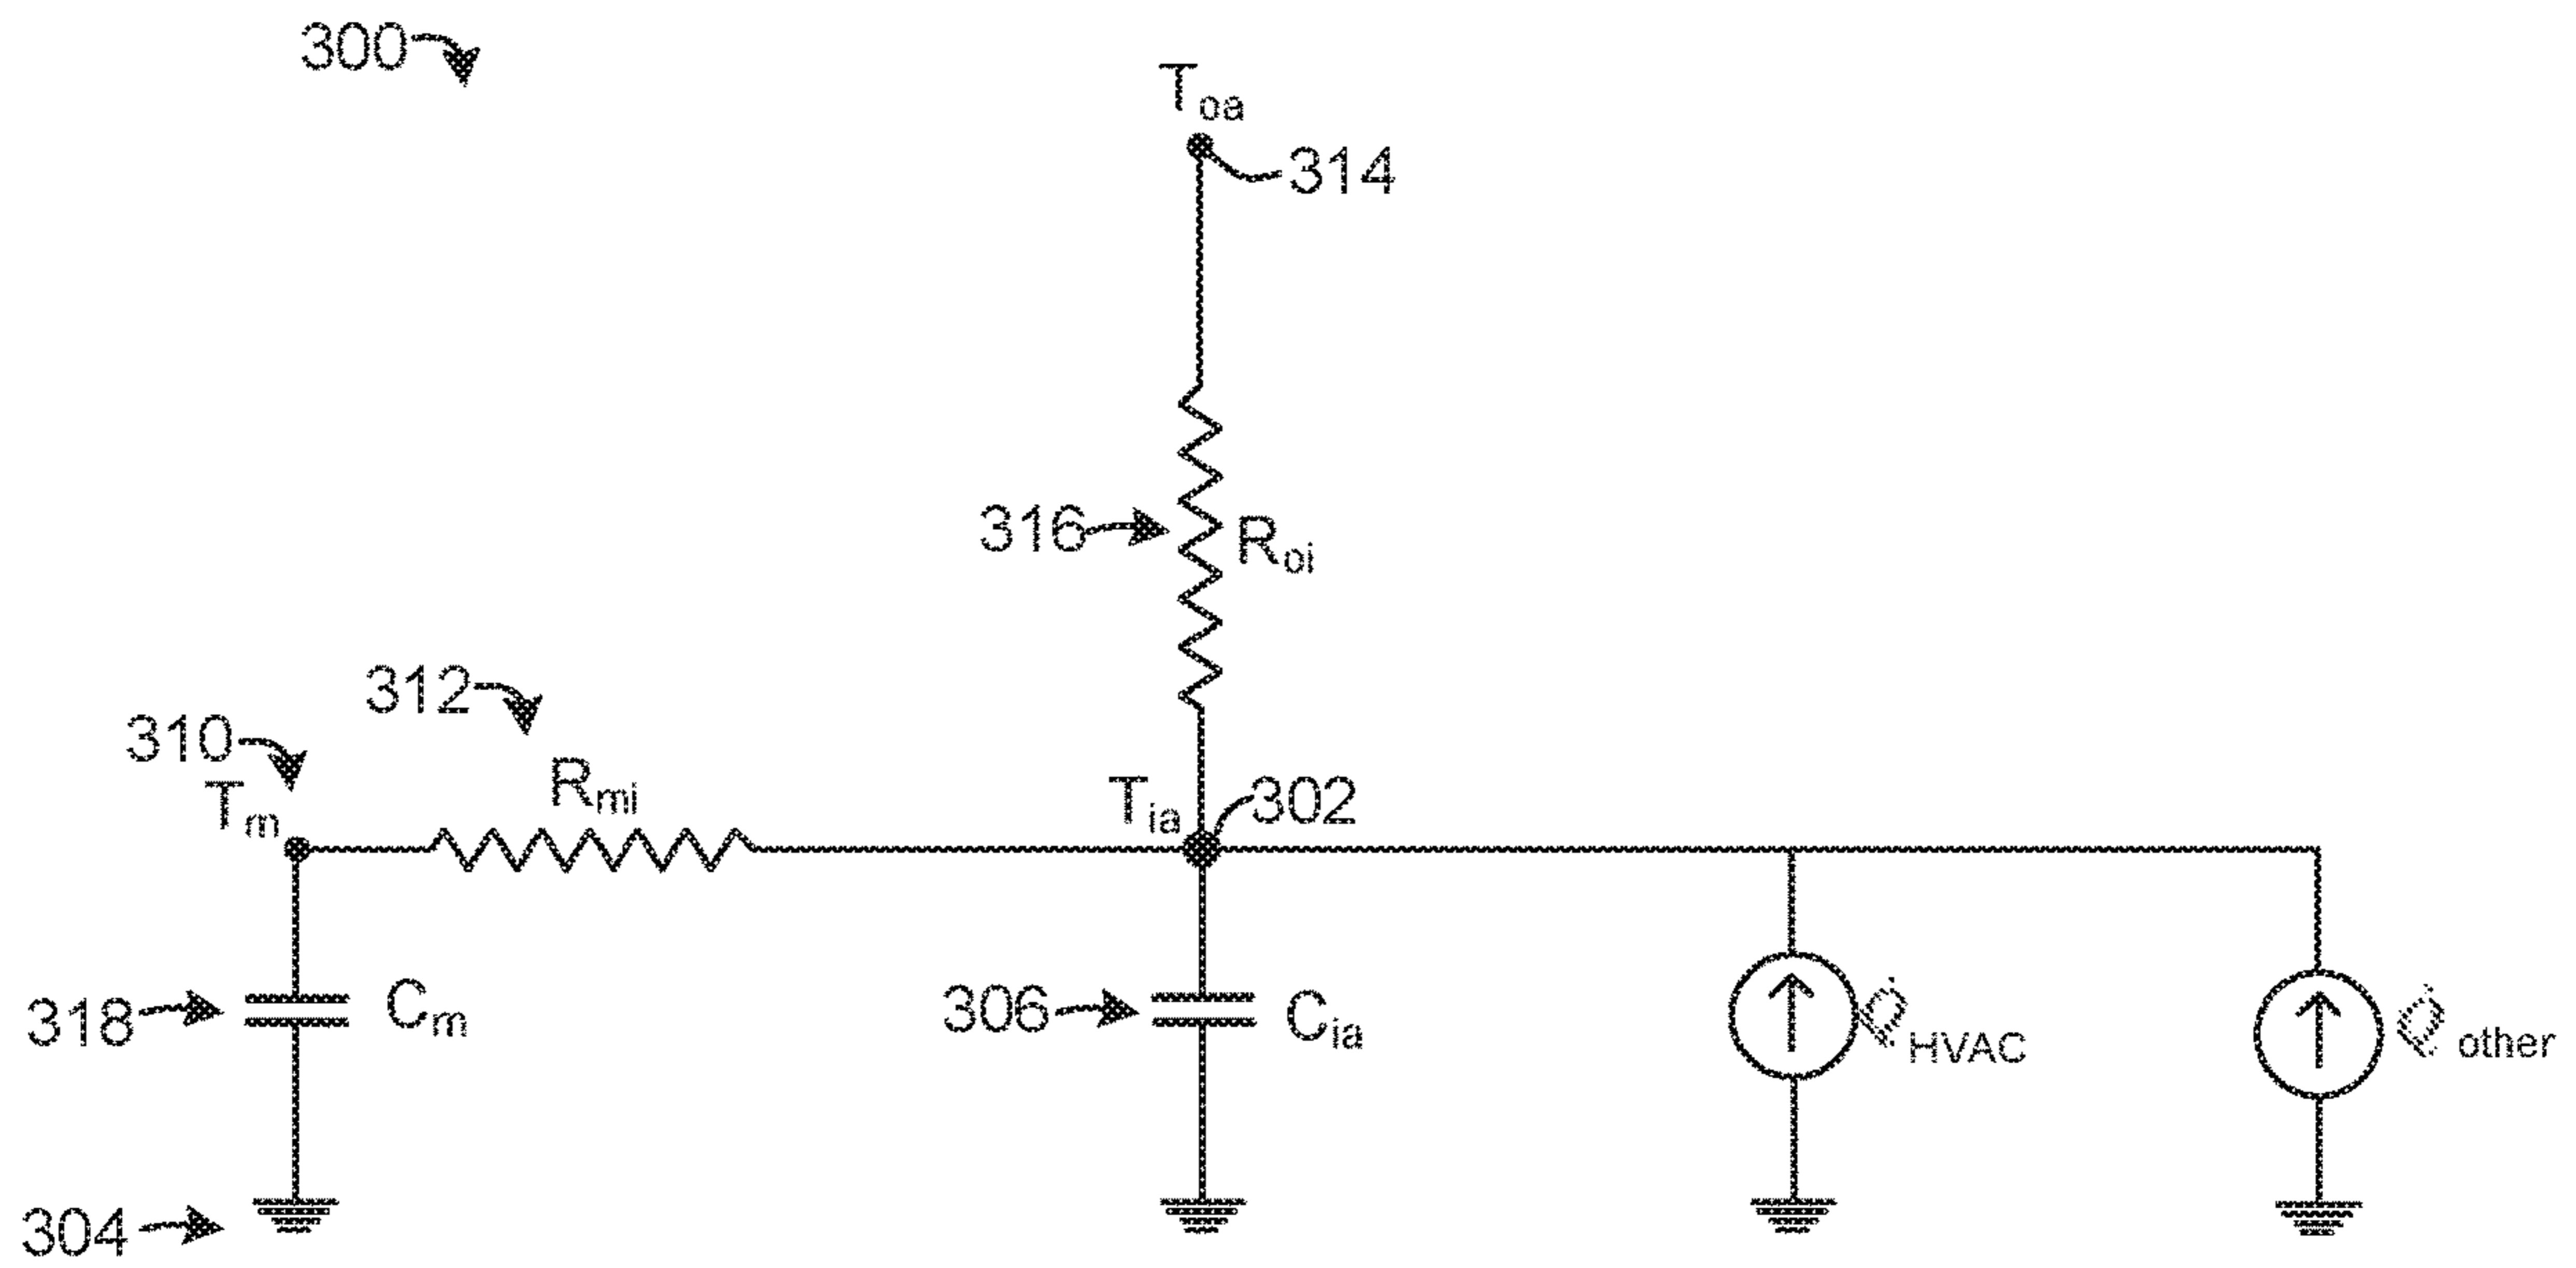 300
Toa
314
316
Roi
312
310
Rmi
Tm
Tia
302
318
Cm
306
Cia
Q̇HVAC
Q̇other
304